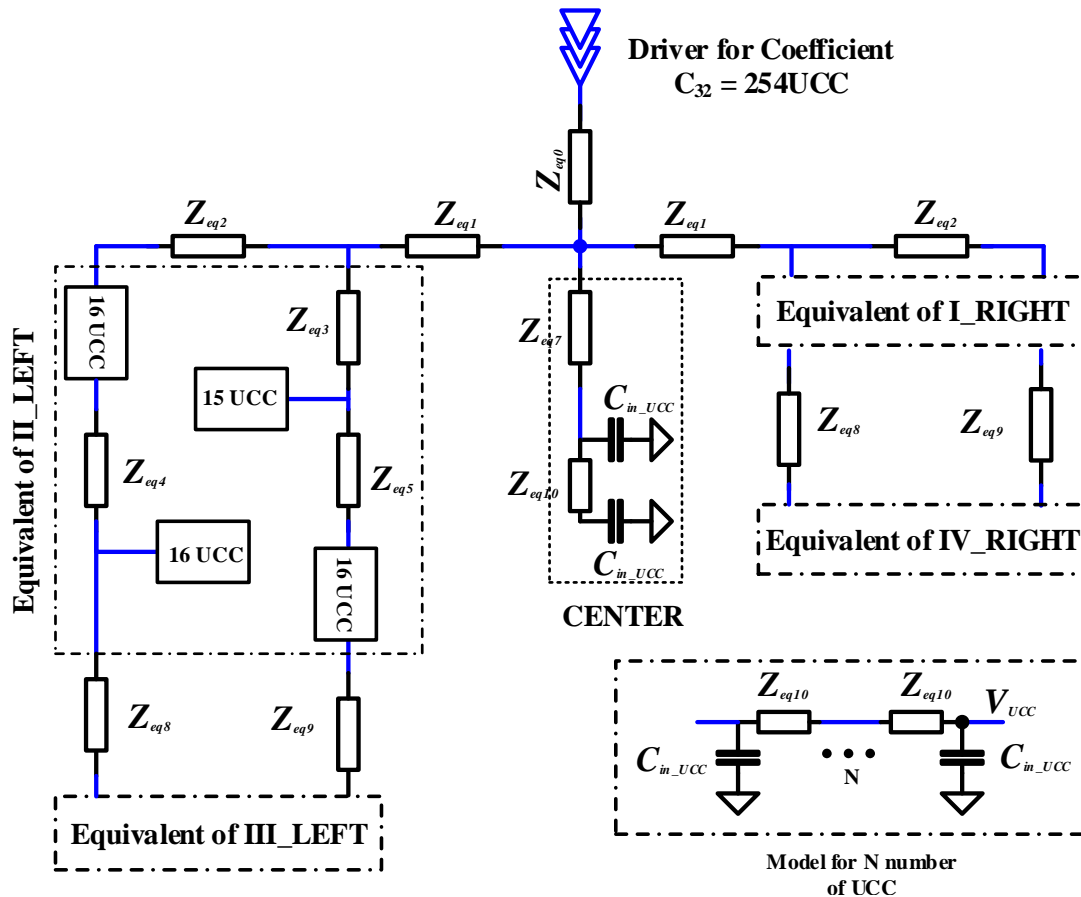 Driver for Coefficient
C₃₂ = 254UCC
Zeq0
Zeq2
Zeq1
Zeq1
Zeq2
Equivalent of II_LEFT
16 UCC
Zeq3
15 UCC
Zeq4
Zeq5
16 UCC
16 UCC
Zeq7
Cin_UCC
Zeq10
Cin_UCC
CENTER
Equivalent of I_RIGHT
Zeq8
Zeq9
Equivalent of IV_RIGHT
Zeq8
Zeq9
Equivalent of III_LEFT
Zeq10
Zeq10
VUCC
Cin_UCC
N
Cin_UCC
Model for N number
of UCC